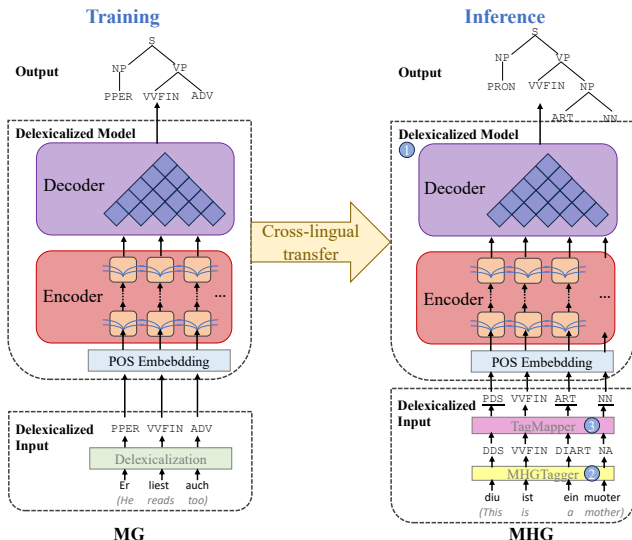 Training
Inference
Output
S
NP VP
PPER VVFIN ADV
Output
S
NP VP
PRON VVFIN NP
ART NN
Delexicalized Model
Decoder
Encoder
...
POS Embebdding
Cross-lingual
transfer
Delexicalized Model
1
Decoder
Encoder
...
POS Embebdding
Delexicalized
Input
PPER VVFIN ADV
Delexicalization
Er liest auch
(He reads too)
MG
Delexicalized
Input
PDS VVFIN ART NN
TagMapper 3
DDS VVFIN DIART NA
MHGTagger 2
diu ist ein muoter
(This is a mother)
MHG